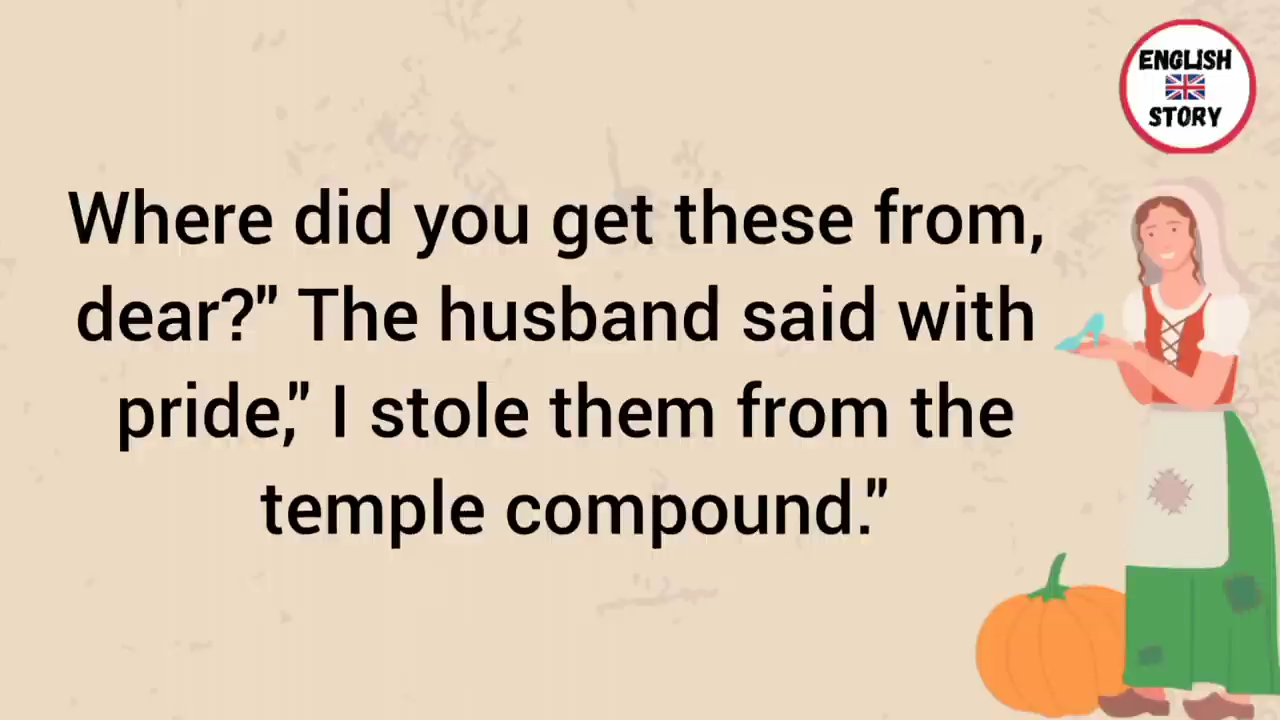 ENGLISH
STORY
Where did you get these from,
dear?" The husband said with
pride," I stole them from the
temple compound."